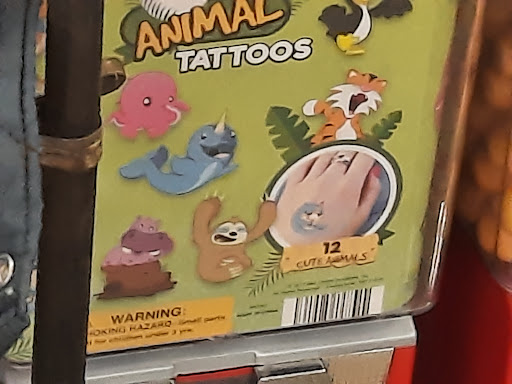 ANIMAL
TATTOOS
12
CUTE ANIMALS
WARNING:
CHOKING HAZARD -Small parts
for children under 3 yrs.